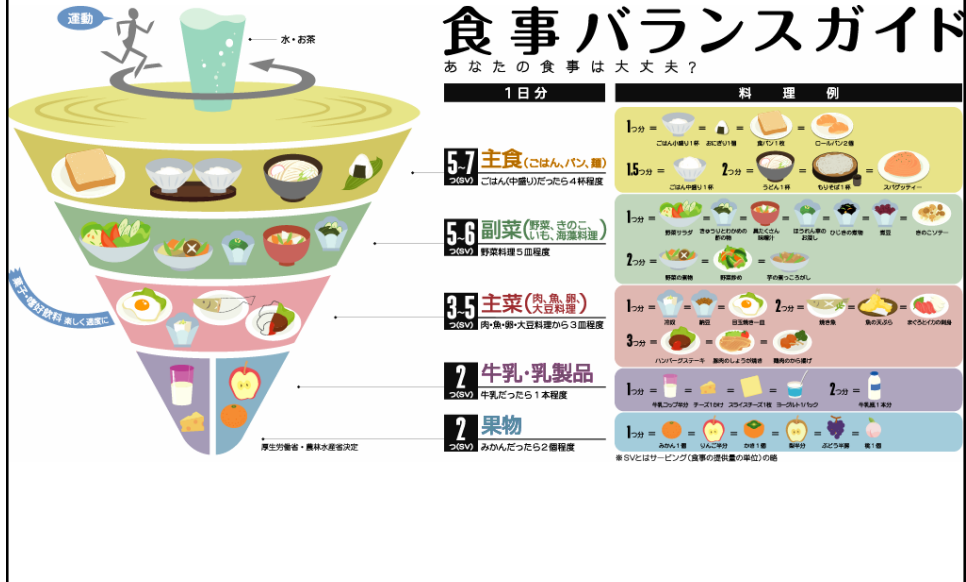 食事バランスガイド
あなたの食事は大丈夫？
運動
水・お茶
菓子・嗜好飲料 楽しく適度に
厚生労働省・農林水産省決定
1日分
5~7 つ(SV) 主食(ごはん、パン、麺)
ごはん(中盛り)だったら4杯程度
5~6 つ(SV) 副菜(野菜、きのこ、いも、海藻料理)
野菜料理5皿程度
3~5 つ(SV) 主菜(肉、魚、卵、大豆料理)
肉・魚・卵・大豆料理から3皿程度
2 つ(SV) 牛乳・乳製品
牛乳だったら1本程度
2 つ(SV) 果物
みかんだったら2個程度
料理例
1つ分 = = = =
ごはん小盛り1杯 おにぎり1個 食パン1枚 ロールパン2個
1.5つ分 = 2つ分 = = =
ごはん中盛り1杯 うどん1杯 もりそば1杯 スパゲッティー
1つ分 = = = = = = =
野菜サラダ きゅうりとわかめの酢の物 具たくさん味噌汁 ほうれん草のお浸し ひじきの煮物 煮豆 きのこソテー
2つ分 = = =
野菜の煮物 野菜炒め 芋の煮っころがし
1つ分 = = = 2つ分 = = =
冷奴 納豆 目玉焼き一皿 焼き魚 魚の天ぷら まぐろとイカの刺身
3つ分 = = =
ハンバーグステーキ 豚肉のしょうが焼き 鶏肉のから揚げ
1つ分 = = = = 2つ分 =
牛乳コップ半分 チーズ1かけ スライスチーズ1枚 ヨーグルト1パック 牛乳瓶1本分
1つ分 = = = = = =
みかん1個 りんご半分 かき1個 梨半分 ぶどう半房 桃1個
※SVとはサービング(食事の提供量の単位)の略